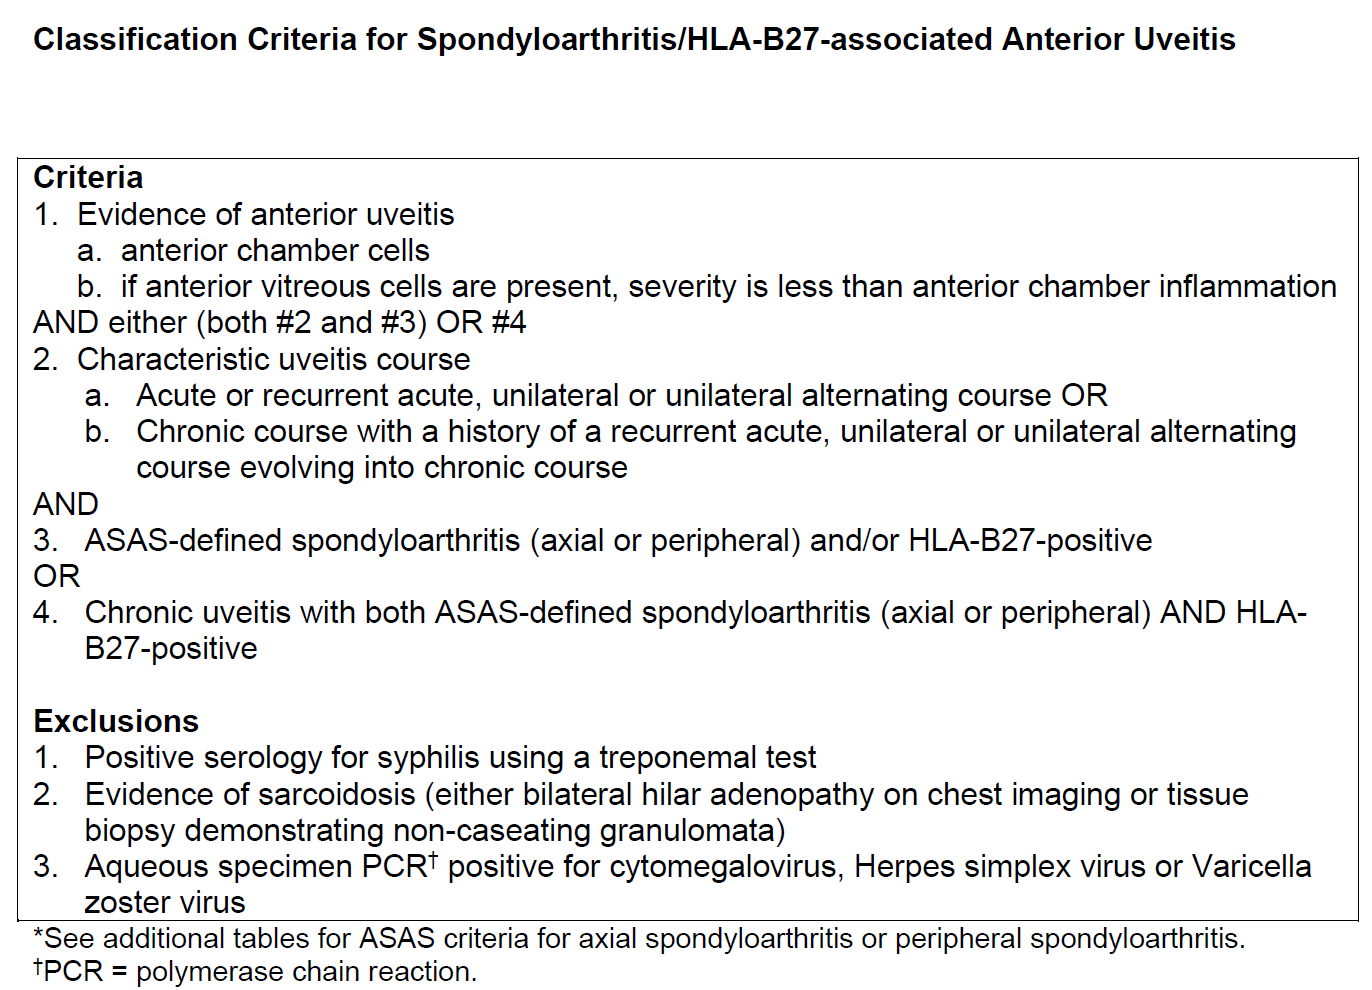 Classification Criteria for Spondyloarthritis/HLA-B27-associated Anterior Uveitis
Criteria
1. Evidence of anterior uveitis
a. anterior chamber cells
b. if anterior vitreous cells are present, severity is less than anterior chamber inflammation
AND either (both #2 and #3) OR #4
2. Characteristic uveitis course
a. Acute or recurrent acute, unilateral or unilateral alternating course OR
b. Chronic course with a history of a recurrent acute, unilateral or unilateral alternating
course evolving into chronic course
AND
3. ASAS-defined spondyloarthritis (axial or peripheral) and/or HLA-B27-positive
OR
4. Chronic uveitis with both ASAS-defined spondyloarthritis (axial or peripheral) AND HLA-
B27-positive
Exclusions
1. Positive serology for syphilis using a treponemal test
2. Evidence of sarcoidosis (either bilateral hilar adenopathy on chest imaging or tissue
biopsy demonstrating non-caseating granulomata)
3. Aqueous specimen PCR† positive for cytomegalovirus, Herpes simplex virus or Varicella
zoster virus
*See additional tables for ASAS criteria for axial spondyloarthritis or peripheral spondyloarthritis.
†PCR = polymerase chain reaction.